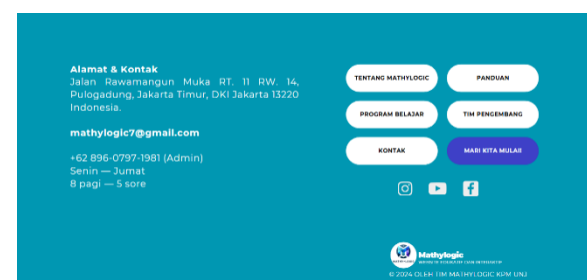 Alamat & Kontak
Jalan Rawamangun Muka RT. 11 RW. 14,
Pulogadung, Jakarta Timur, DKI Jakarta 13220
Indonesia.
mathylogic7@gmail.com
+62 896-0797-1981 (Admin)
Senin — Jumat
8 pagi — 5 sore
TENTANG MATHYLOGIC
PANDUAN
PROGRAM BELAJAR
TIM PENGEMBANG
KONTAK
MARI KITA MULAI!
Mathylogic
© 2024 OLEH TIM MATHYLOGIC KPM UNJ